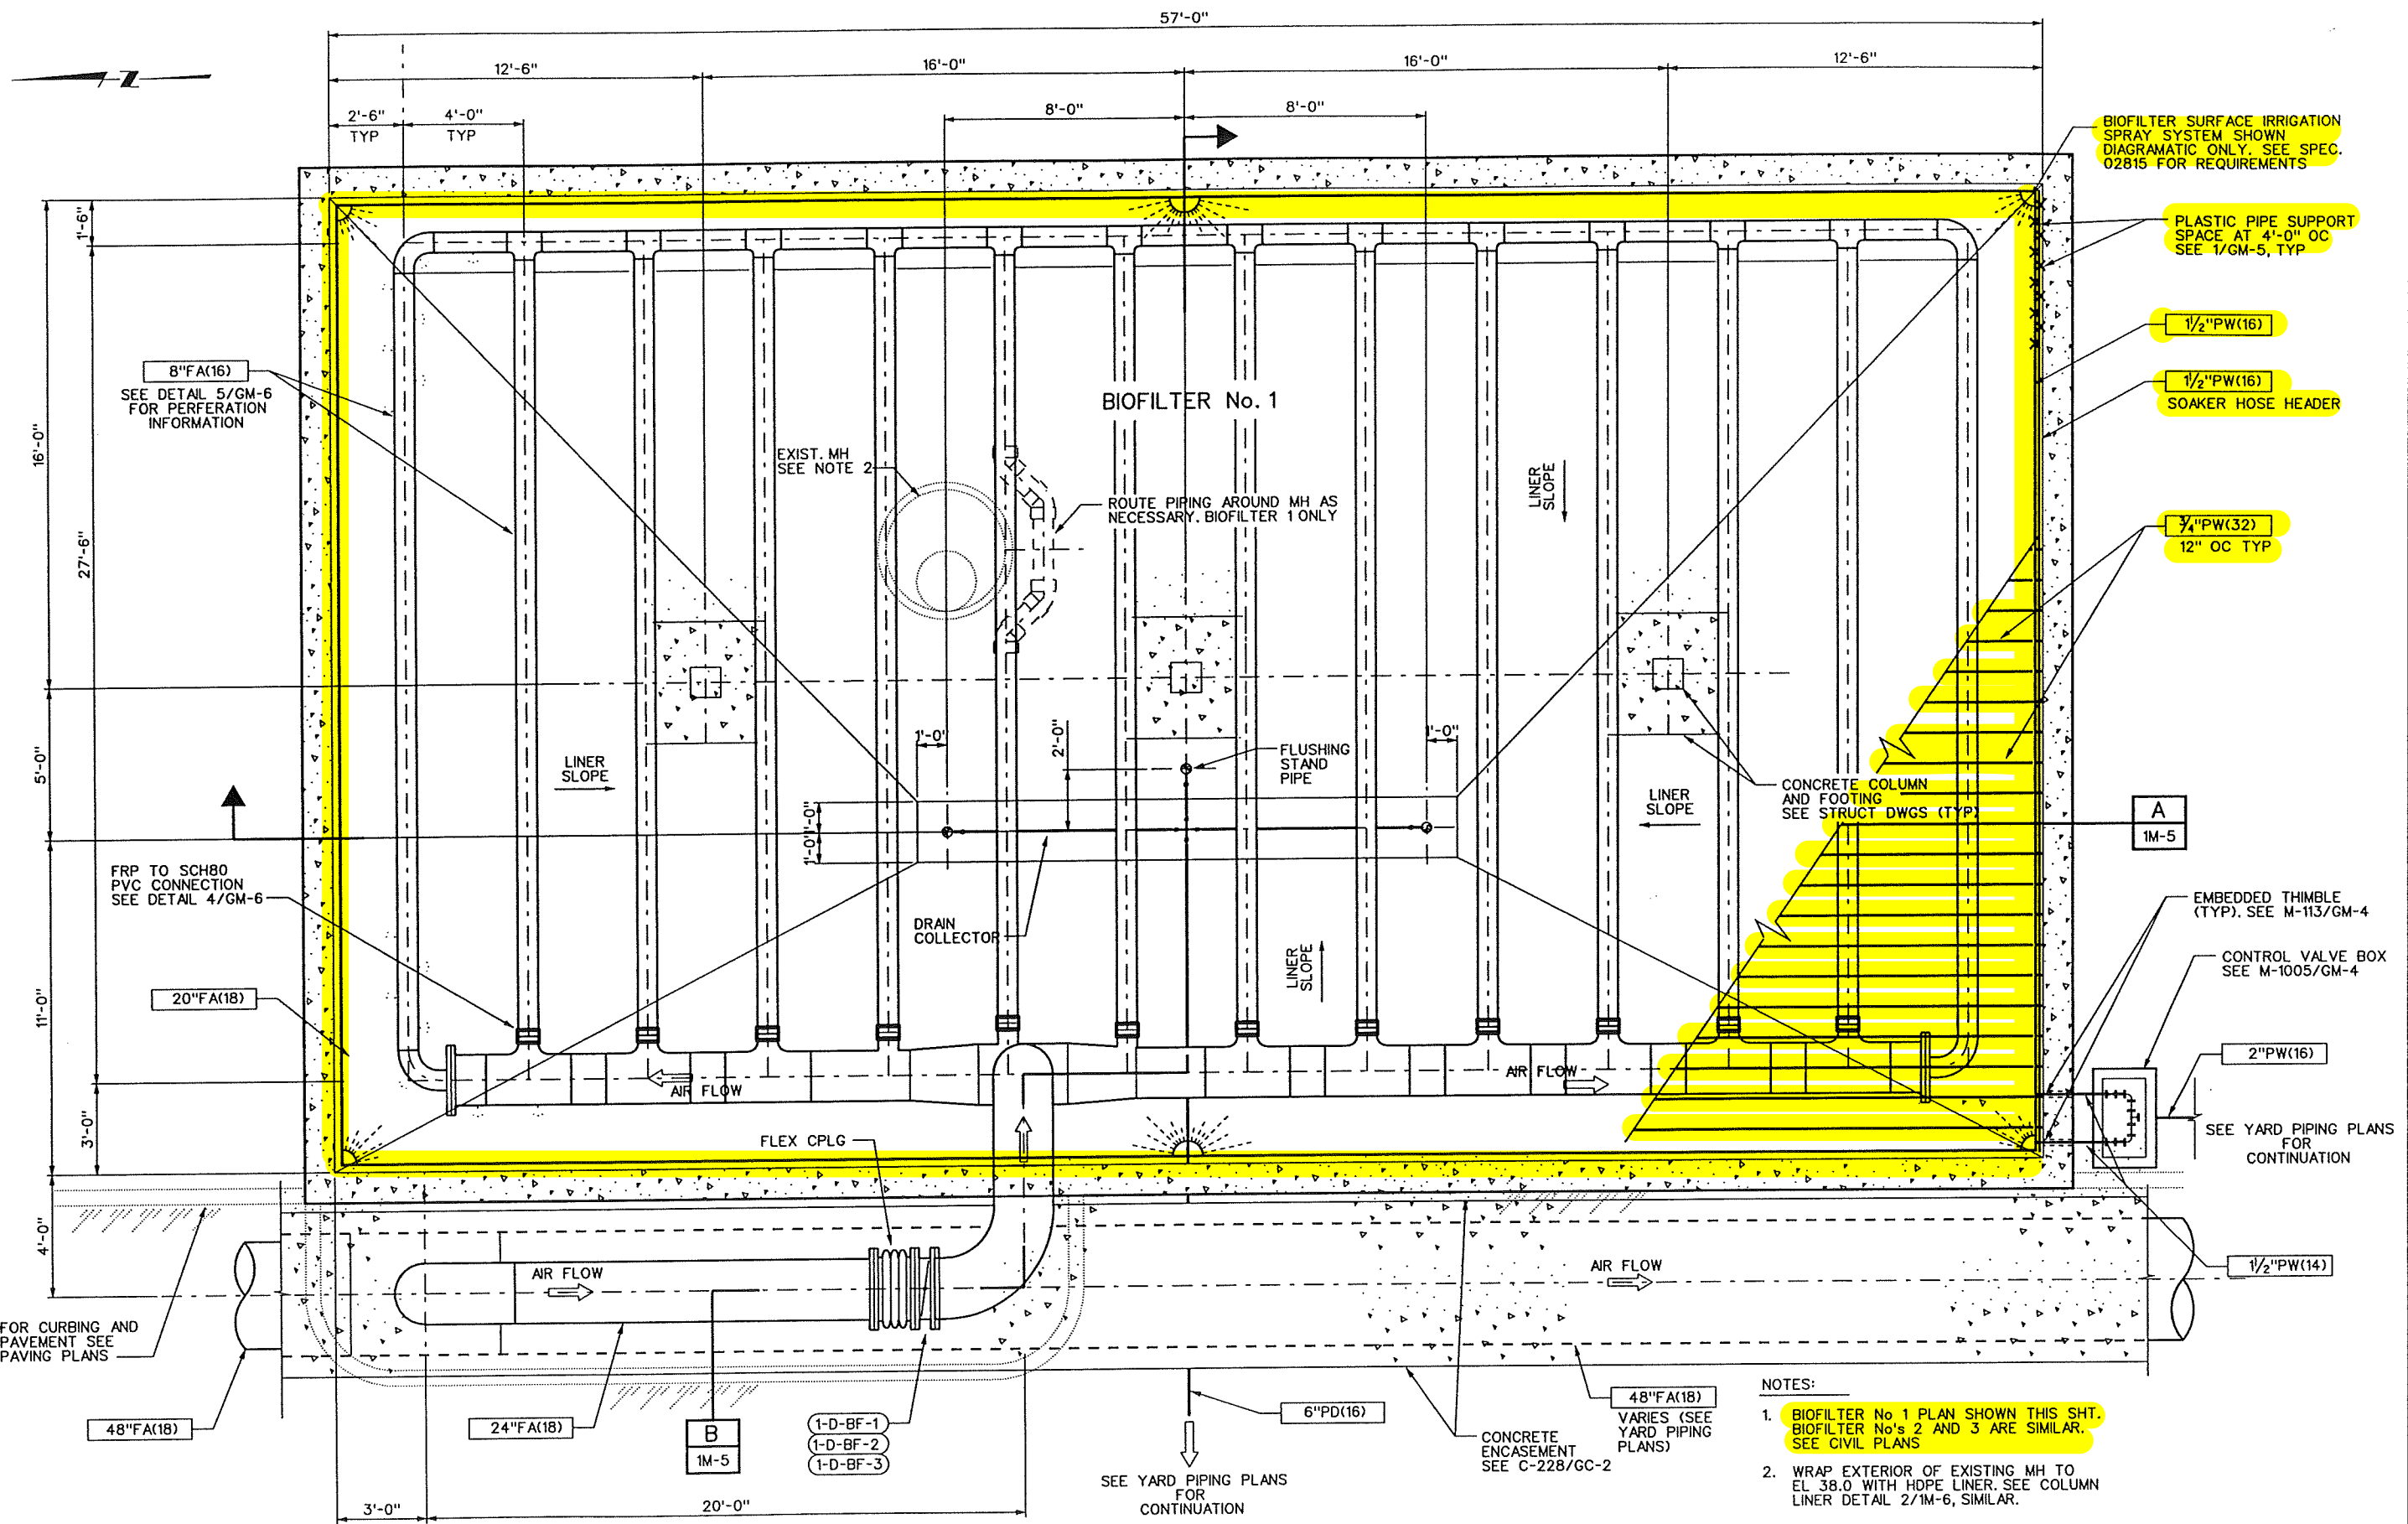 57'-0"
Z
12'-6"
16'-0"
16'-0"
12'-6"
2'-6"
TYP
4'-0"
TYP
8'-0"
8'-0"
BIOFILTER SURFACE IRRIGATION
SPRAY SYSTEM SHOWN
DIAGRAMATIC ONLY. SEE SPEC.
02815 FOR REQUIREMENTS
1'-6"
PLASTIC PIPE SUPPORT
SPACE AT 4'-0" OC
SEE 1/GM-5, TYP
1½"PW(16)
8"FA(16)
SEE DETAIL 5/GM-6
FOR PERFERATION
INFORMATION
BIOFILTER No. 1
1½"PW(16)
SOAKER HOSE HEADER
16'-0"
27'-6"
EXIST. MH
SEE NOTE 2
ROUTE PIPING AROUND MH AS
NECESSARY. BIOFILTER 1 ONLY
LINER
SLOPE
¾"PW(32)
12" OC TYP
5'-0"
LINER
SLOPE
1'-0"
2'-0"
FLUSHING
STAND
PIPE
1'-0"
1'-0"
1'-0"
LINER
SLOPE
CONCRETE COLUMN
AND FOOTING
SEE STRUCT DWGS (TYP)
A
1M-5
FRP TO SCH80
PVC CONNECTION
SEE DETAIL 4/GM-6
DRAIN
COLLECTOR
LINER
SLOPE
EMBEDDED THIMBLE
(TYP). SEE M-113/GM-4
CONTROL VALVE BOX
SEE M-1005/GM-4
11'-0"
20"FA(18)
2"PW(16)
AIR FLOW
AIR FLOW
3'-0"
FLEX CPLG
SEE YARD PIPING PLANS
FOR
CONTINUATION
4'-0"
AIR FLOW
AIR FLOW
1½"PW(14)
FOR CURBING AND
PAVEMENT SEE
PAVING PLANS
48"FA(18)
24"FA(18)
B
1M-5
1-D-BF-1
1-D-BF-2
1-D-BF-3
6"PD(16)
SEE YARD PIPING PLANS
FOR
CONTINUATION
CONCRETE
ENCASEMENT
SEE C-228/GC-2
48"FA(18)
VARIES (SEE
YARD PIPING
PLANS)
3'-0"
20'-0"
NOTES:
1. BIOFILTER No 1 PLAN SHOWN THIS SHT.
BIOFILTER No's 2 AND 3 ARE SIMILAR.
SEE CIVIL PLANS
2. WRAP EXTERIOR OF EXISTING MH TO
EL 38.0 WITH HDPE LINER. SEE COLUMN
LINER DETAIL 2/1M-6, SIMILAR.